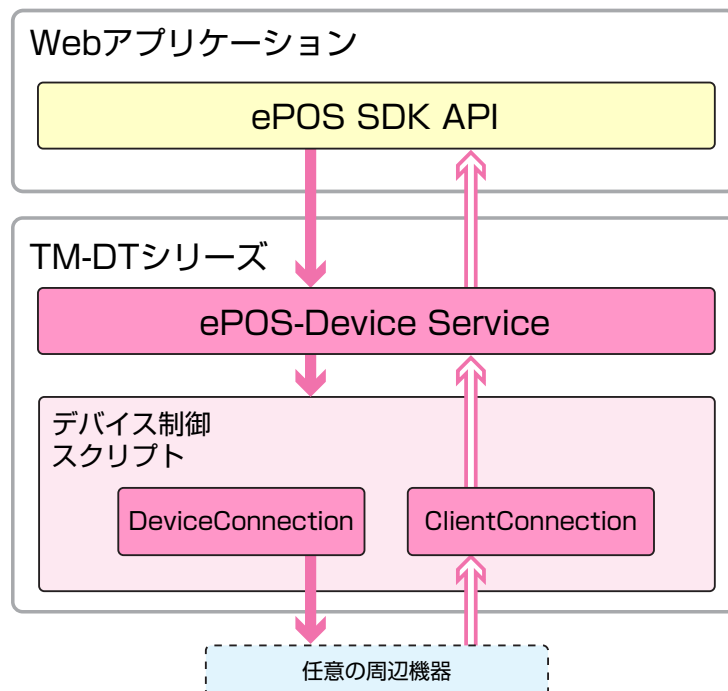 Webアプリケーション
ePOS SDK API
TM-DTシリーズ
ePOS-Device Service
デバイス制御
スクリプト
DeviceConnection
ClientConnection
任意の周辺機器